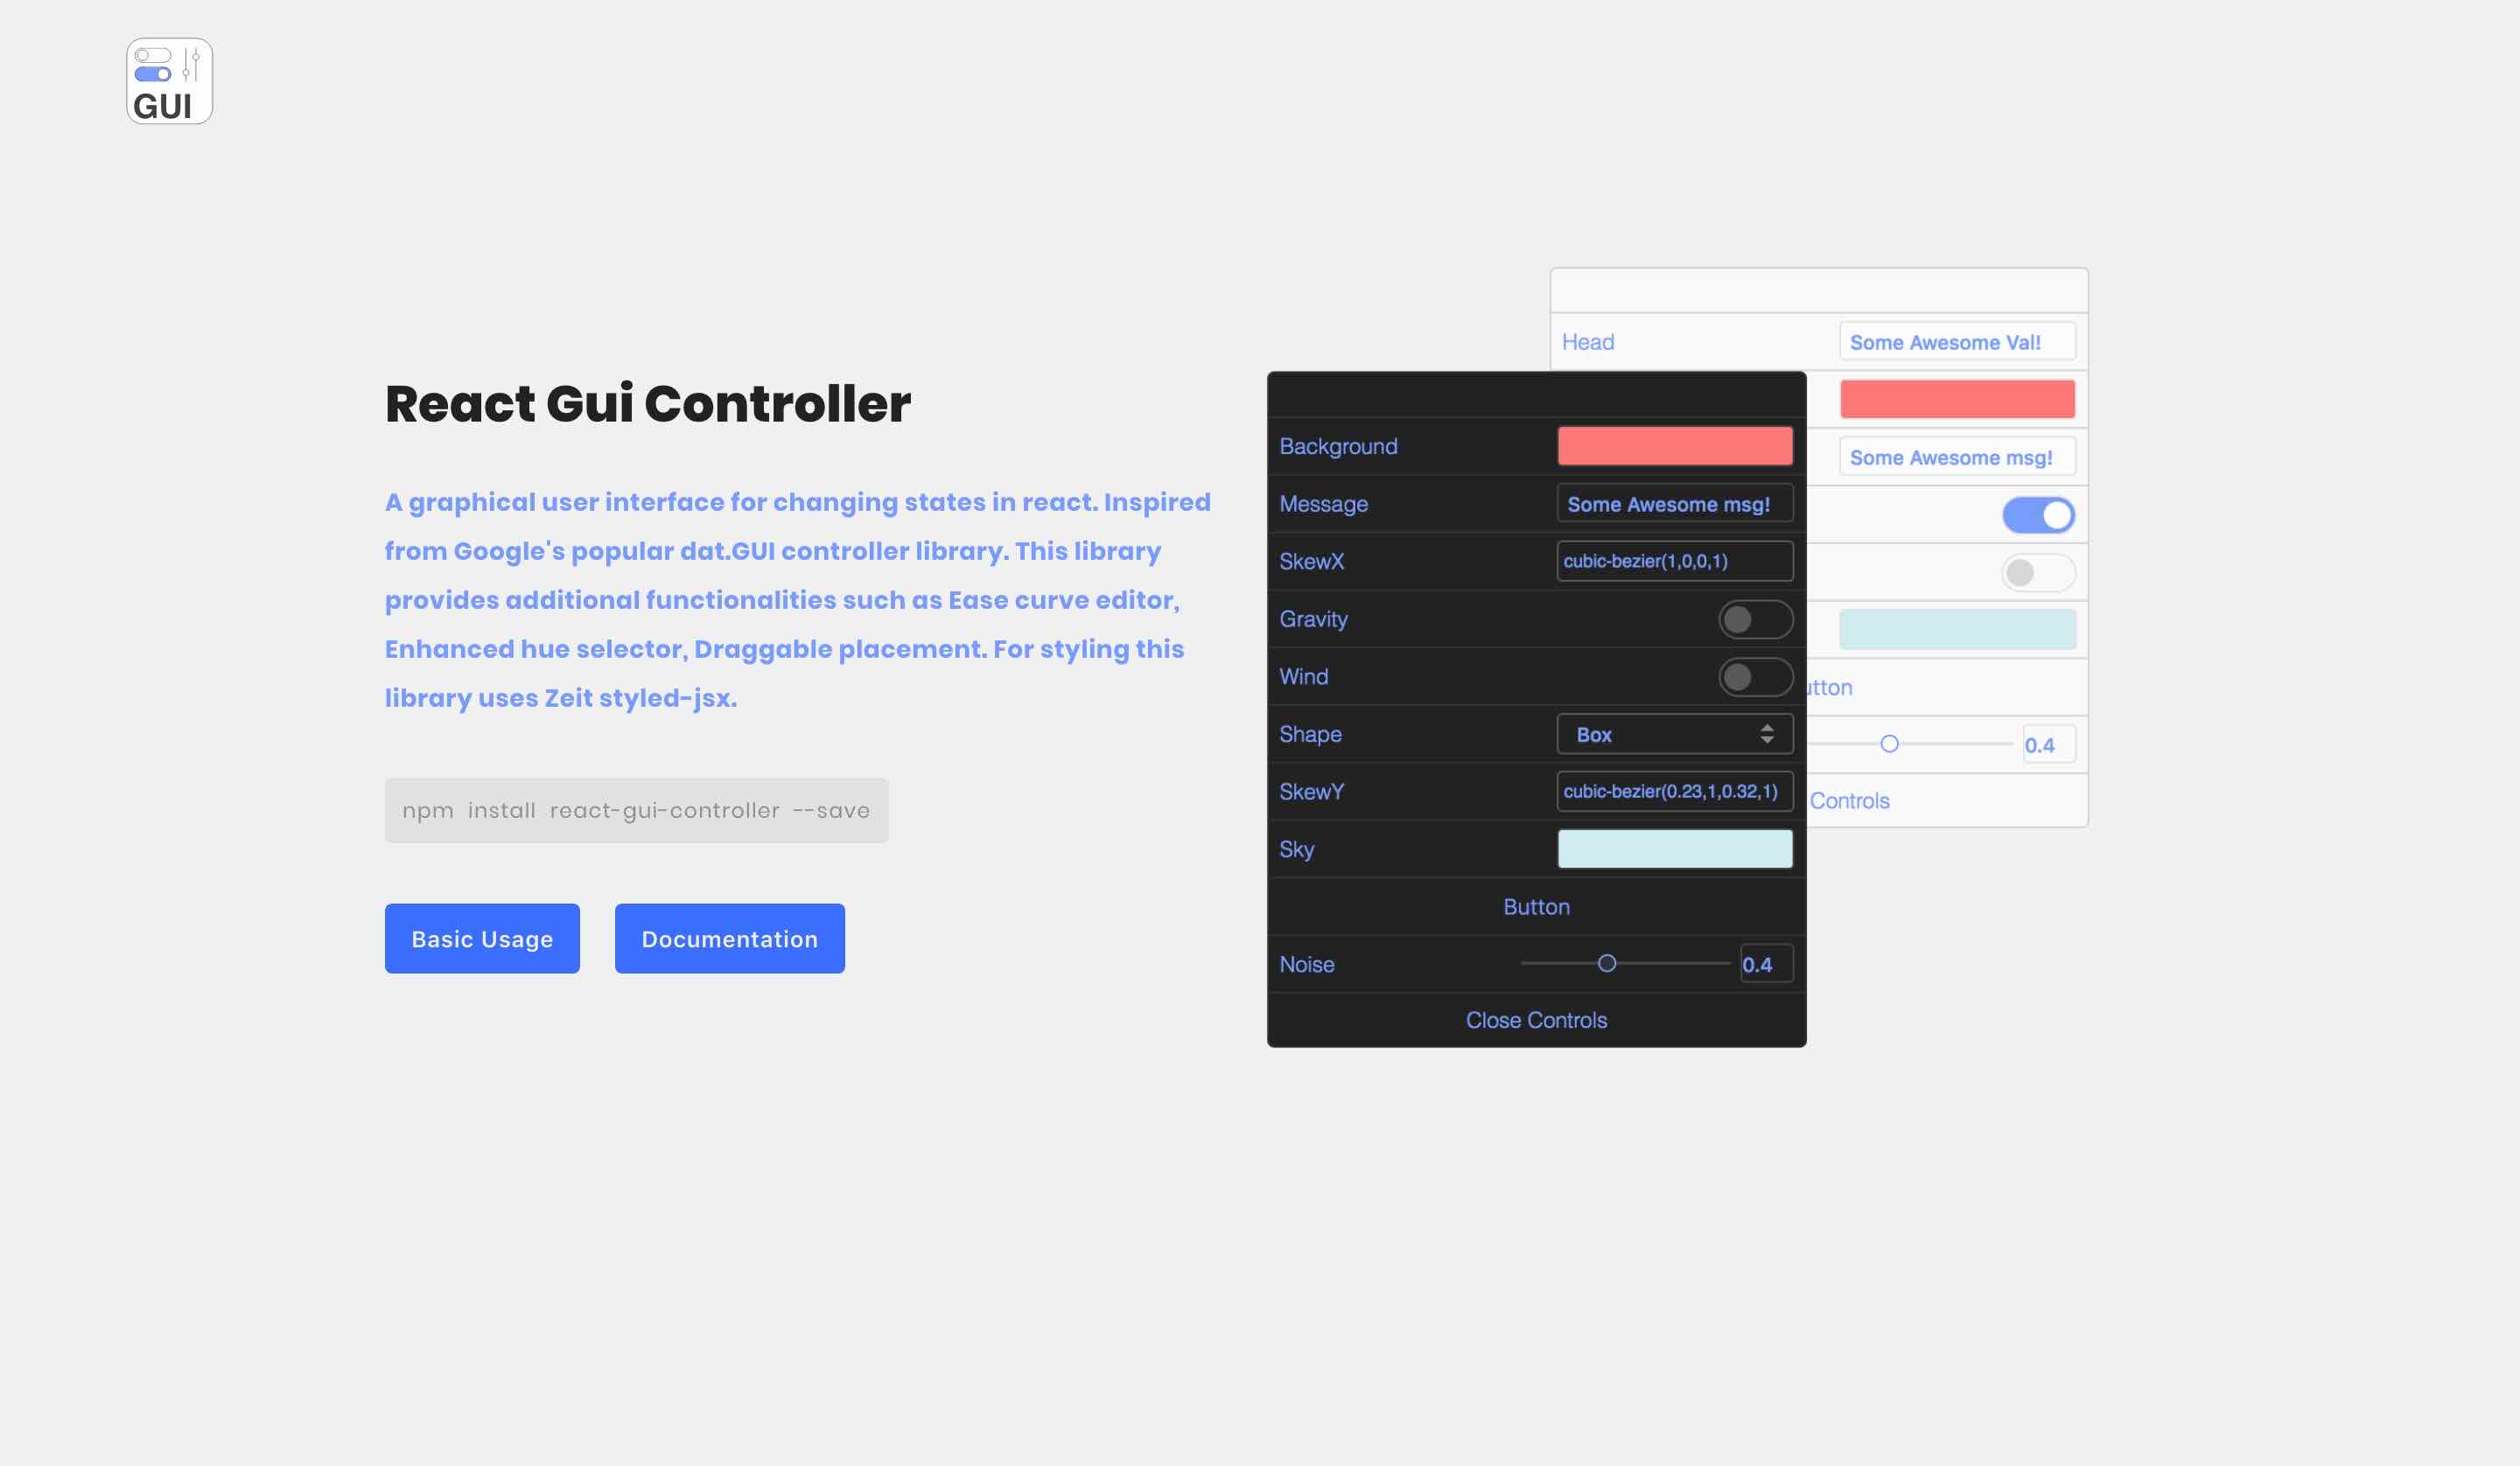 GUI
React Gui Controller
A graphical user interface for changing states in react. Inspired
from Google's popular dat.GUI controller library. This library
provides additional functionalities such as Ease curve editor,
Enhanced hue selector, Draggable placement. For styling this
library uses Zeit styled-jsx.
npm install react-gui-controller --save
Basic Usage
Documentation
Background
Message
Some Awesome msg!
SkewX
cubic-bezier(1,0,0,1)
Gravity
Wind
Shape
Box
SkewY
cubic-bezier(0.23,1,0.32,1)
Sky
Button
Noise
0.4
Close Controls
Head
Some Awesome Val!
Some Awesome msg!
0.4
Controls